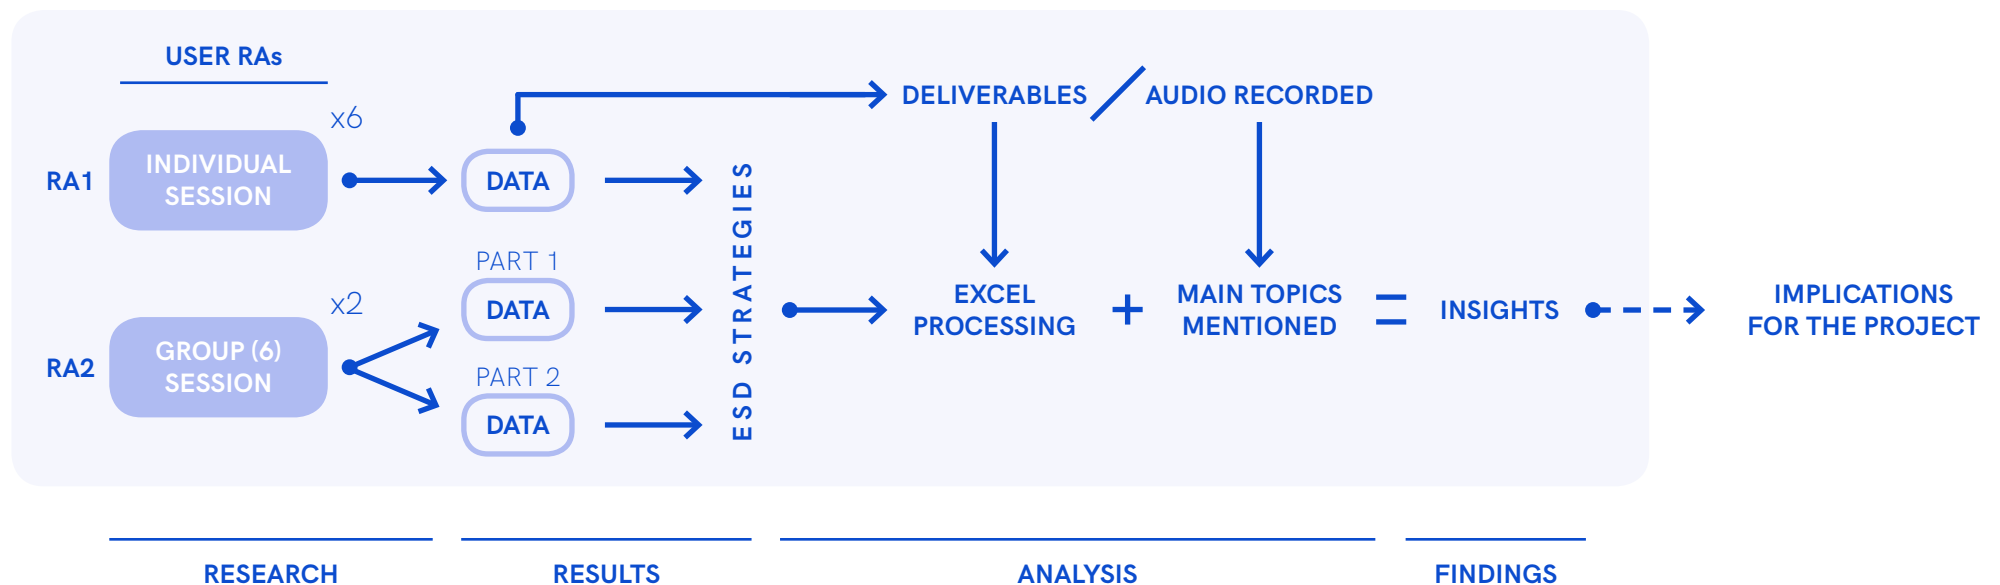 USER RAs
x6
RA1
INDIVIDUAL
SESSION
DATA
DELIVERABLES / AUDIO RECORDED
PART 1
DATA
x2
RA2
GROUP (6)
SESSION
PART 2
DATA
ESD STRATEGIES
EXCEL
PROCESSING
+
MAIN TOPICS
MENTIONED
=
INSIGHTS
IMPLICATIONS
FOR THE PROJECT
RESEARCH
RESULTS
ANALYSIS
FINDINGS